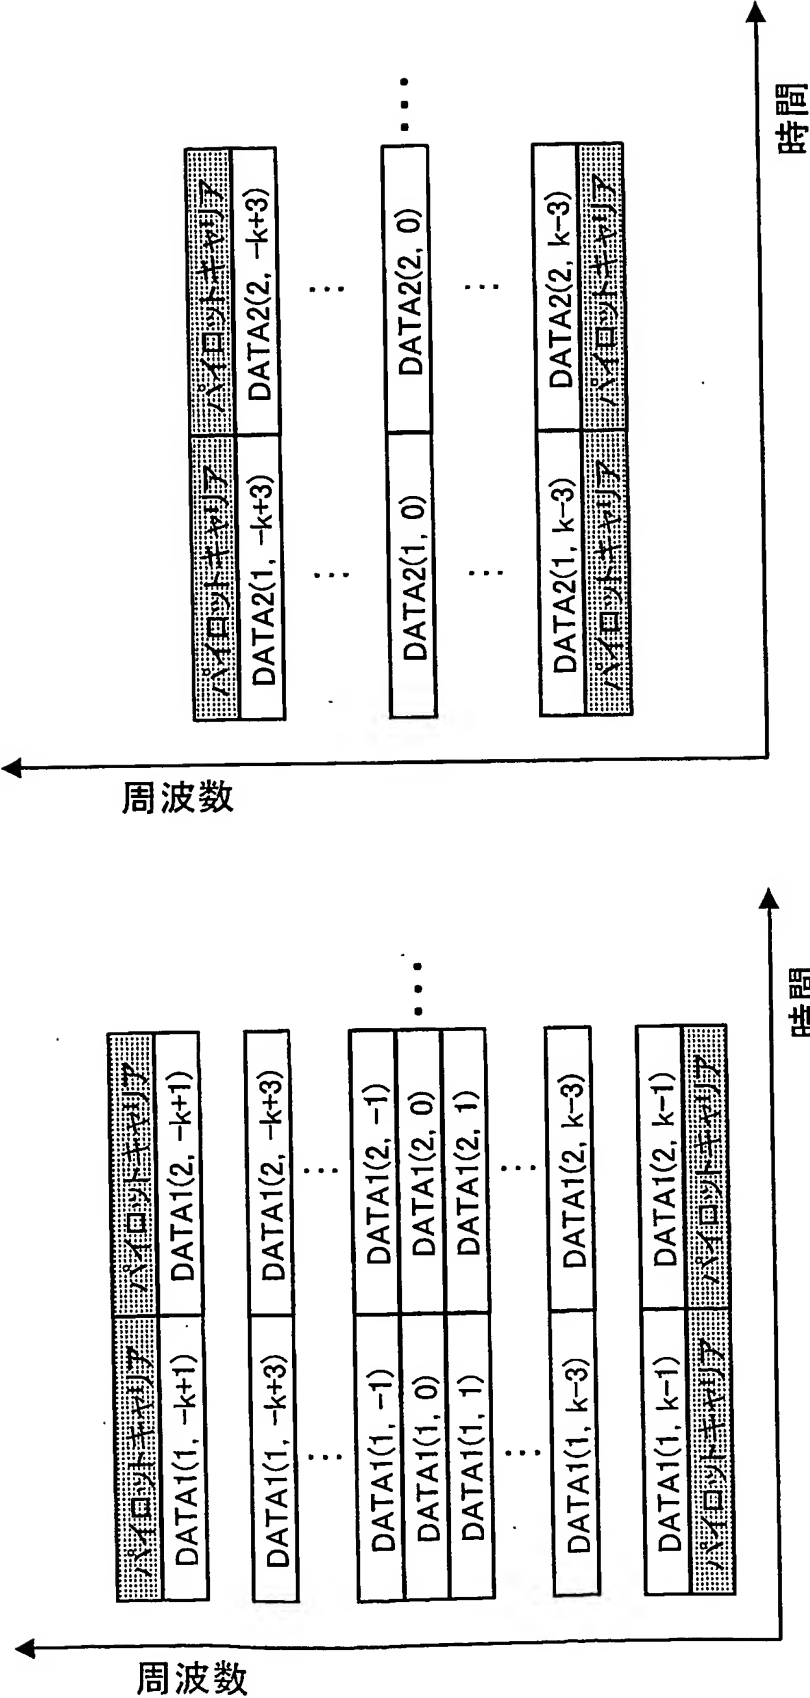 周波数
パイロットキャリア パイロットキャリア
DATA1(1, −k+1) DATA1(2, −k+1)
DATA1(1, −k+3) DATA1(2, −k+3)
... ...
DATA1(1, −1) DATA1(2, −1)
DATA1(1, 0) DATA1(2, 0) ...
DATA1(1, 1) DATA1(2, 1)
... ...
DATA1(1, k−3) DATA1(2, k−3)
DATA1(1, k−1) DATA1(2, k−1)
パイロットキャリア パイロットキャリア
時間
周波数
パイロットキャリア パイロットキャリア
DATA2(1, −k+3) DATA2(2, −k+3)
... ...
DATA2(1, 0) DATA2(2, 0) ...
... ...
DATA2(1, k−3) DATA2(2, k−3)
パイロットキャリア パイロットキャリア
時間